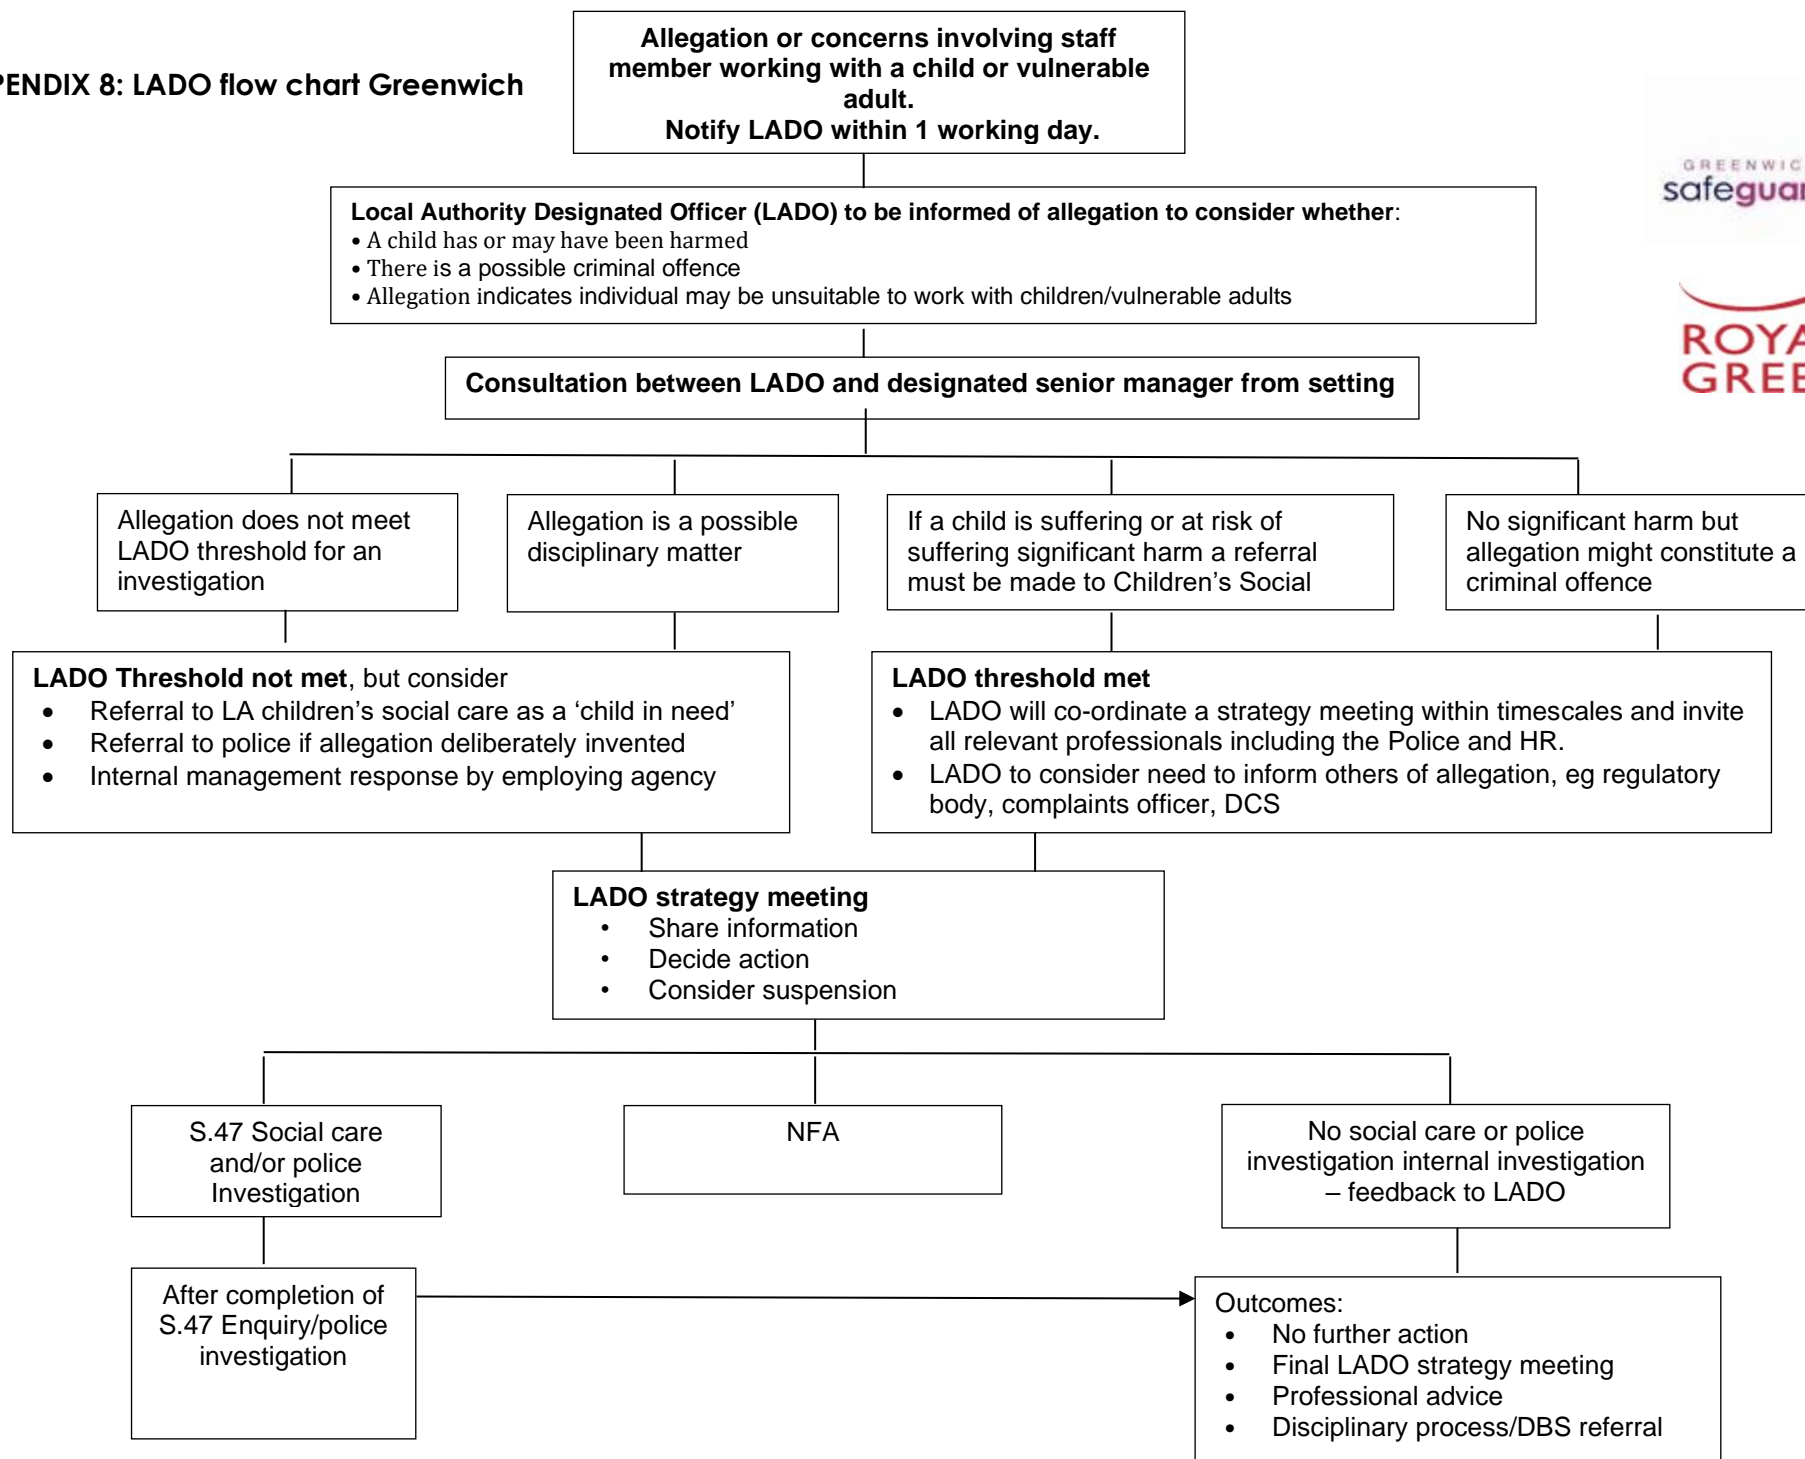 PENDIX 8: LADO flow chart Greenwich
Allegation or concerns involving staff
member working with a child or vulnerable
adult.
Notify LADO within 1 working day.
GREENWIC
safeguar
ROYA
GREE
Local Authority Designated Officer (LADO) to be informed of allegation to consider whether:
• A child has or may have been harmed
• There is a possible criminal offence
• Allegation indicates individual may be unsuitable to work with children/vulnerable adults
Consultation between LADO and designated senior manager from setting
Allegation does not meet
LADO threshold for an
investigation
Allegation is a possible
disciplinary matter
If a child is suffering or at risk of
suffering significant harm a referral
must be made to Children’s Social
No significant harm but
allegation might constitute a
criminal offence
LADO Threshold not met, but consider
• Referral to LA children’s social care as a ‘child in need’
• Referral to police if allegation deliberately invented
• Internal management response by employing agency
LADO threshold met
• LADO will co-ordinate a strategy meeting within timescales and invite
all relevant professionals including the Police and HR.
• LADO to consider need to inform others of allegation, eg regulatory
body, complaints officer, DCS
LADO strategy meeting
• Share information
• Decide action
• Consider suspension
S.47 Social care
and/or police
Investigation
NFA
No social care or police
investigation internal investigation
– feedback to LADO
After completion of
S.47 Enquiry/police
investigation
Outcomes:
• No further action
• Final LADO strategy meeting
• Professional advice
• Disciplinary process/DBS referral